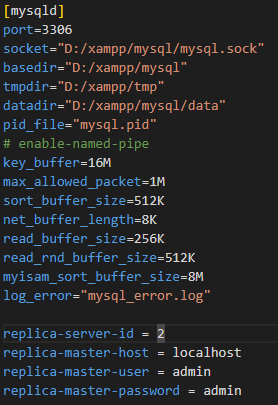 [mysqld]
port=3306
socket="D:/xampp/mysql/mysql.sock"
basedir="D:/xampp/mysql"
tmpdir="D:/xampp/tmp"
datadir="D:/xampp/mysql/data"
pid_file="mysql.pid"
# enable-named-pipe
key_buffer=16M
max_allowed_packet=1M
sort_buffer_size=512K
net_buffer_length=8K
read_buffer_size=256K
read_rnd_buffer_size=512K
myisam_sort_buffer_size=8M
log_error="mysql_error.log"

replica-server-id = 2
replica-master-host = localhost
replica-master-user = admin
replica-master-password = admin